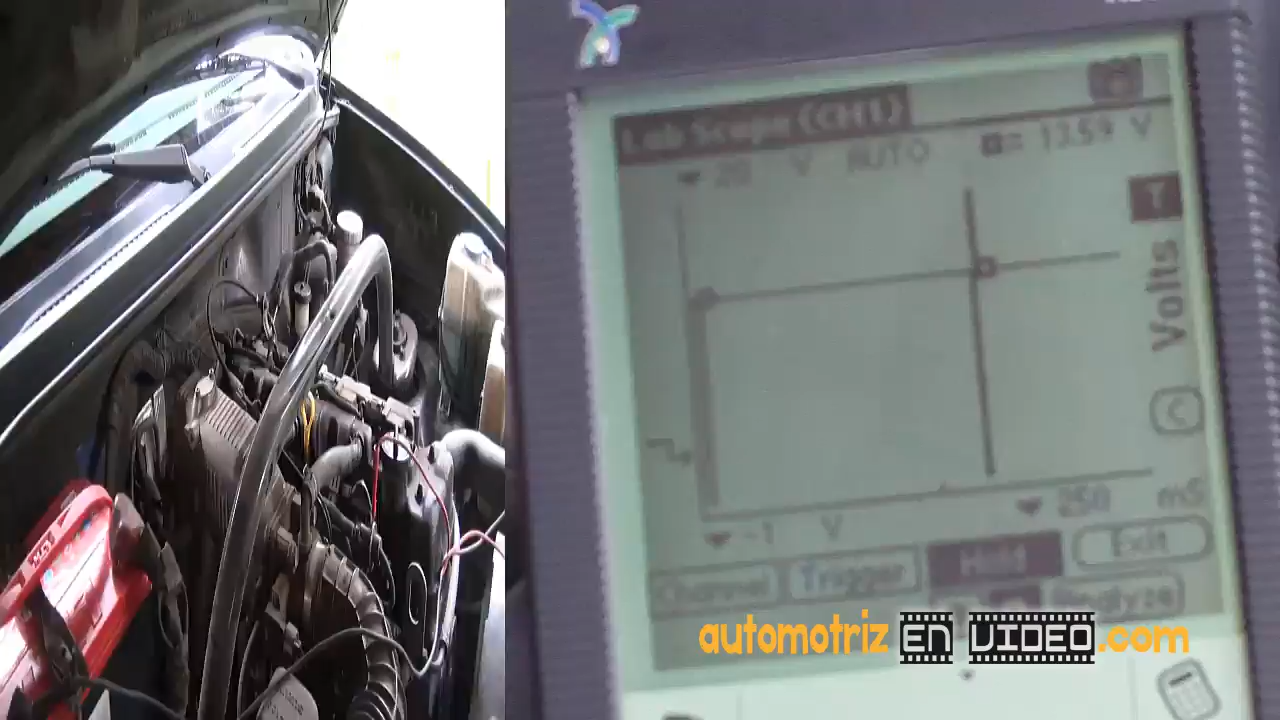 Lab Scope (CH1)
20 V AUTO = 13.59 V
T
Volts
C
-1 V
250 mS
Channel Trigger Hold Exit
Analyze
automotriz EN VIDEO.com